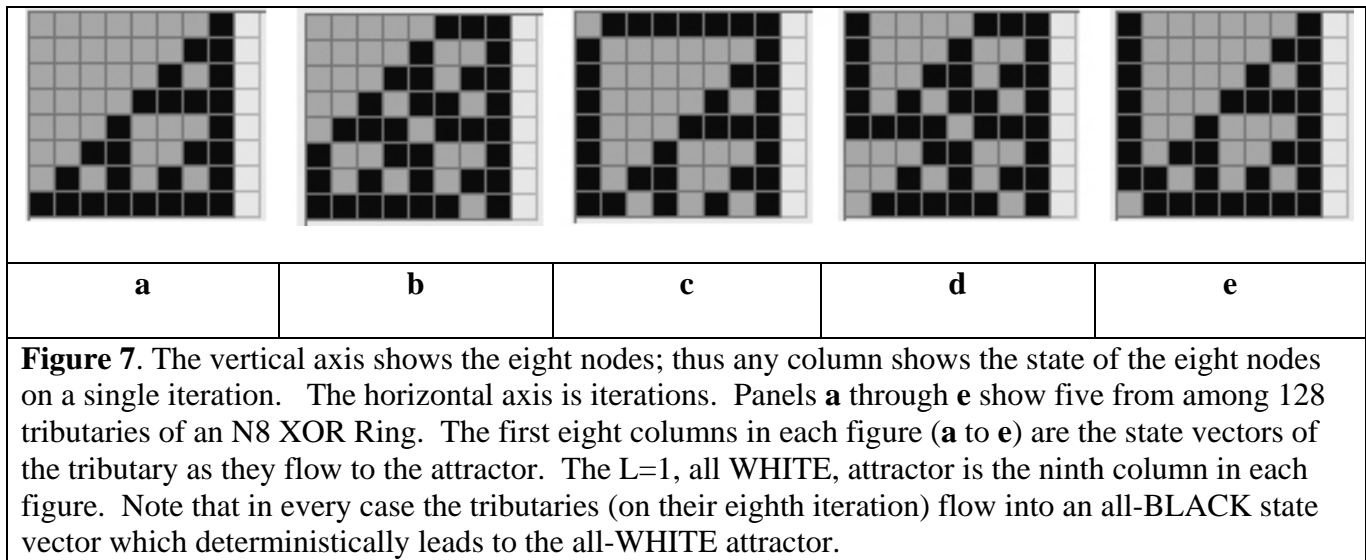 a b c d e
Figure 7. The vertical axis shows the eight nodes; thus any column shows the state of the eight nodes
on a single iteration. The horizontal axis is iterations. Panels a through e show five from among 128
tributaries of an N8 XOR Ring. The first eight columns in each figure (a to e) are the state vectors of
the tributary as they flow to the attractor. The L=1, all WHITE, attractor is the ninth column in each
figure. Note that in every case the tributaries (on their eighth iteration) flow into an all-BLACK state
vector which deterministically leads to the all-WHITE attractor.